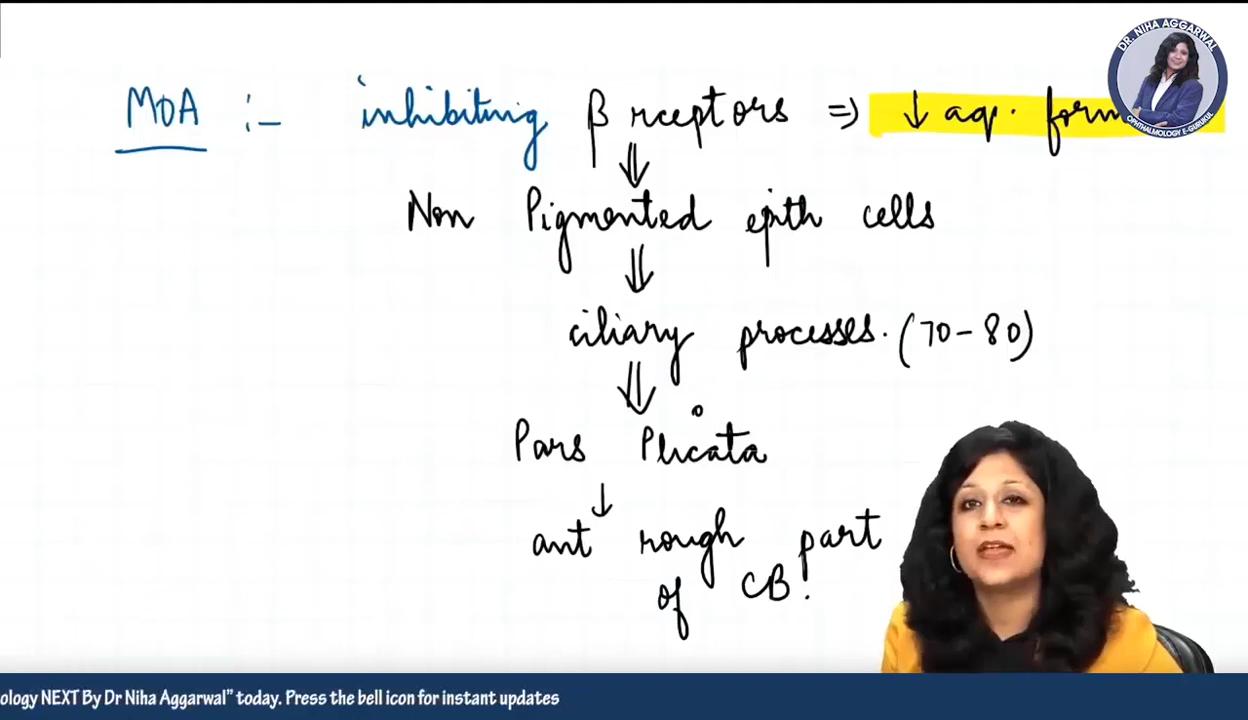 DR. NIHA AGGARWAL
OPHTHALMOLOGY E-GURUKUL
MOA :- inhibiting β rceptors ⇒ ↓ aq. form
⇓
Non Pigmented epith cells
⇓
ciliary processes. (70-80)
⇓
Pars Plicata
↓
ant rough part
of CB.
ology NEXT By Dr Niha Aggarwal" today. Press the bell icon for instant updates